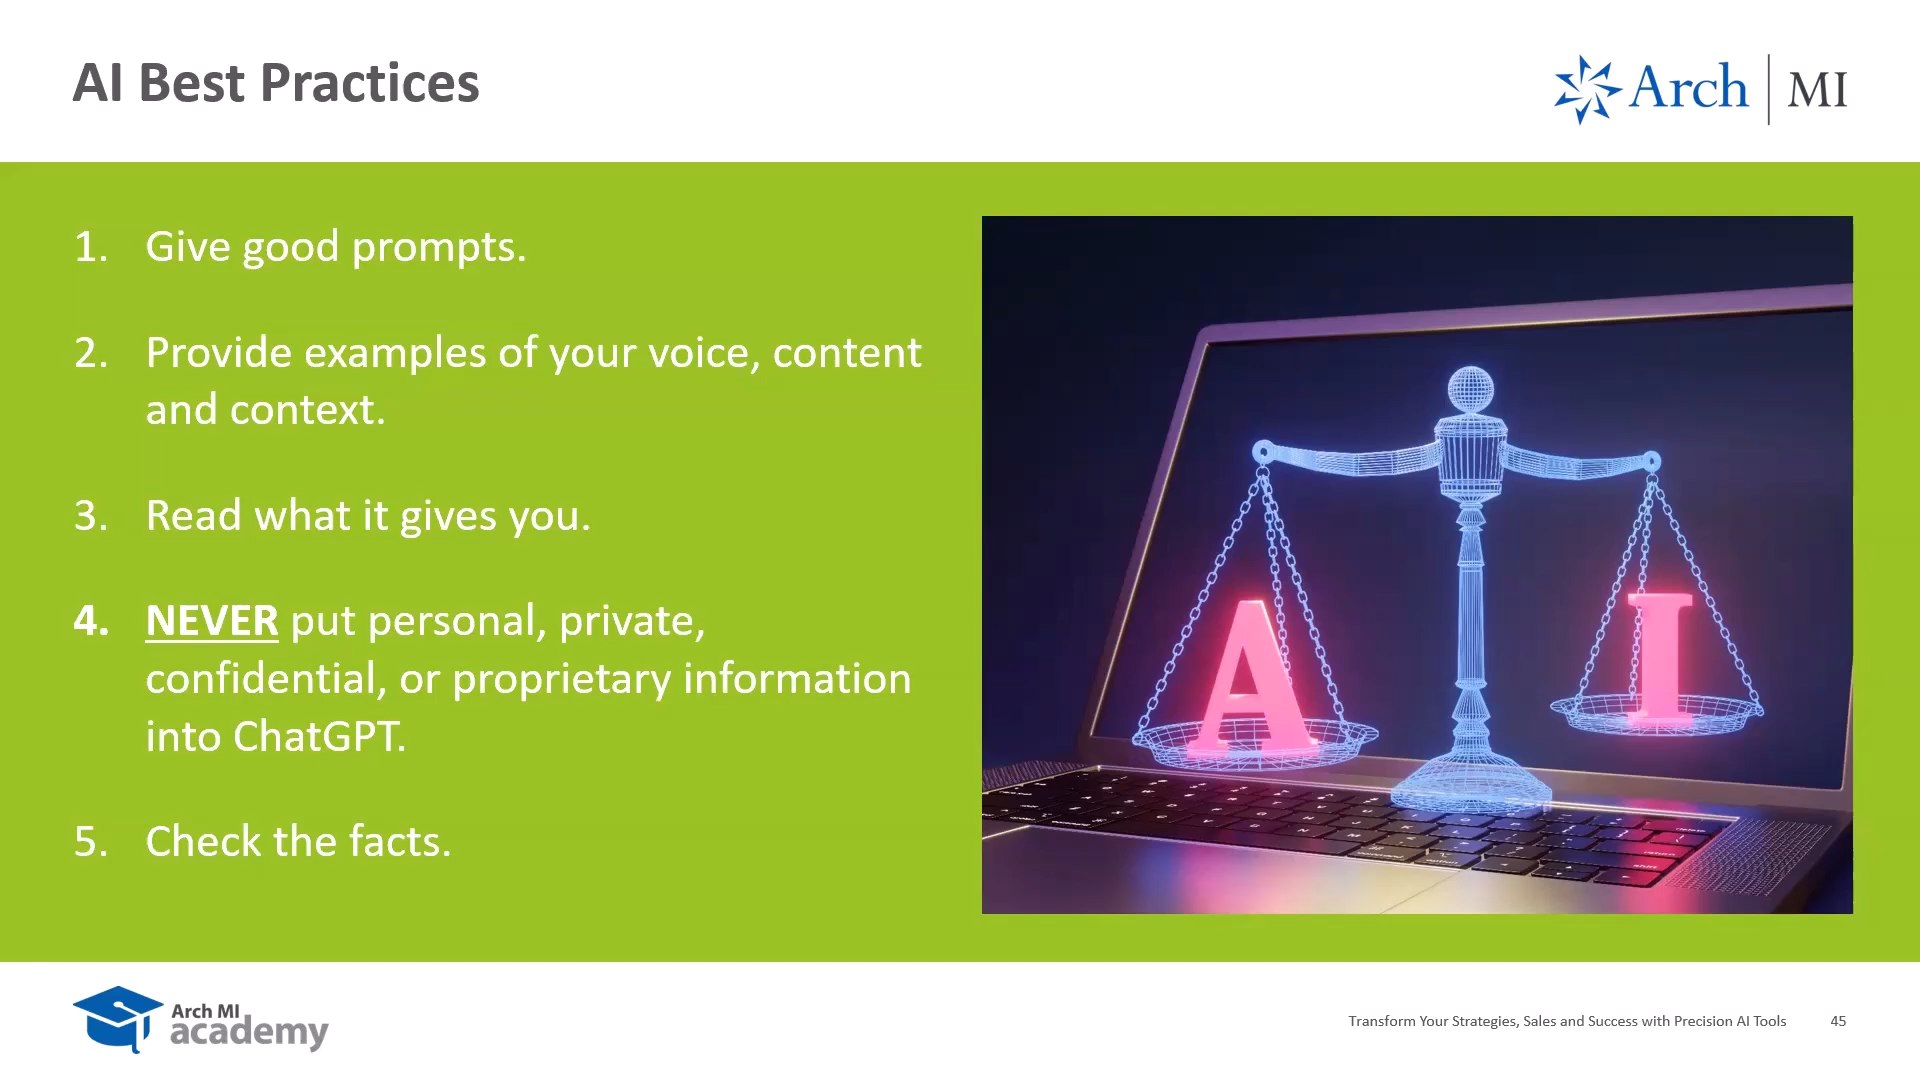 AI Best Practices
Arch | MI
1. Give good prompts.
2. Provide examples of your voice, content
and context.
3. Read what it gives you.
4. NEVER put personal, private,
confidential, or proprietary information
into ChatGPT.
5. Check the facts.
A I
Arch MI
academy
Transform Your Strategies, Sales and Success with Precision AI Tools 45